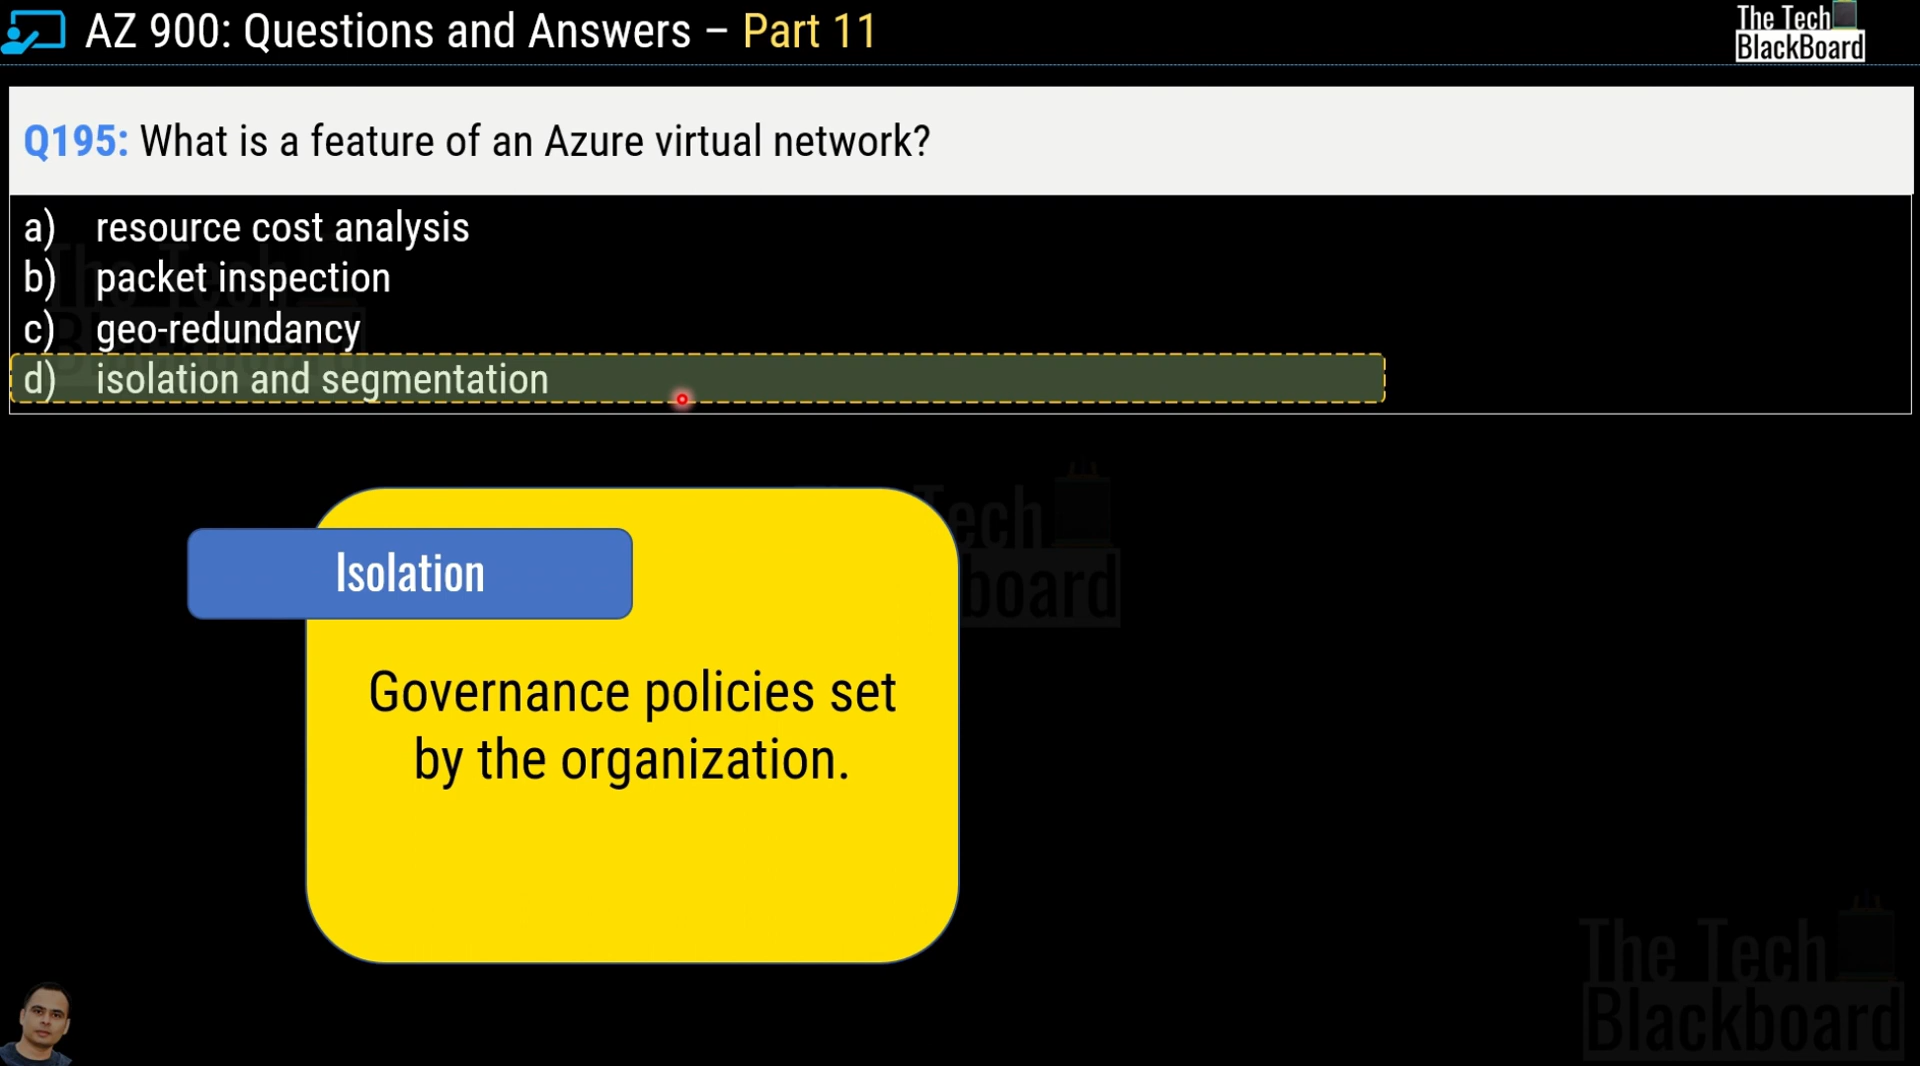 AZ 900: Questions and Answers – Part 11
The Tech
BlackBoard
Q195: What is a feature of an Azure virtual network?
a) resource cost analysis
b) packet inspection
c) geo-redundancy
d) isolation and segmentation
Isolation
Governance policies set
by the organization.
The Tech
Blackboard